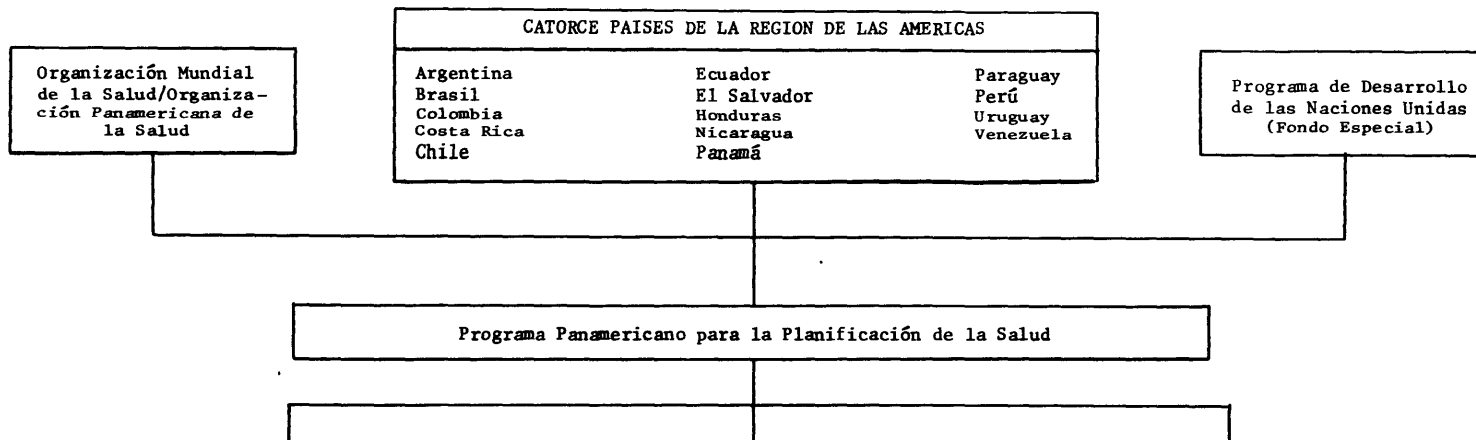 CATORCE PAISES DE LA REGION DE LAS AMERICAS
Organización Mundial
de la Salud/Organiza-
ción Panamericana de
la Salud
Argentina Ecuador Paraguay
Brasil El Salvador Perú
Colombia Honduras Uruguay
Costa Rica Nicaragua Venezuela
Chile Panamá
Programa de Desarrollo
de las Naciones Unidas
(Fondo Especial)
Programa Panamericano para la Planificación de la Salud